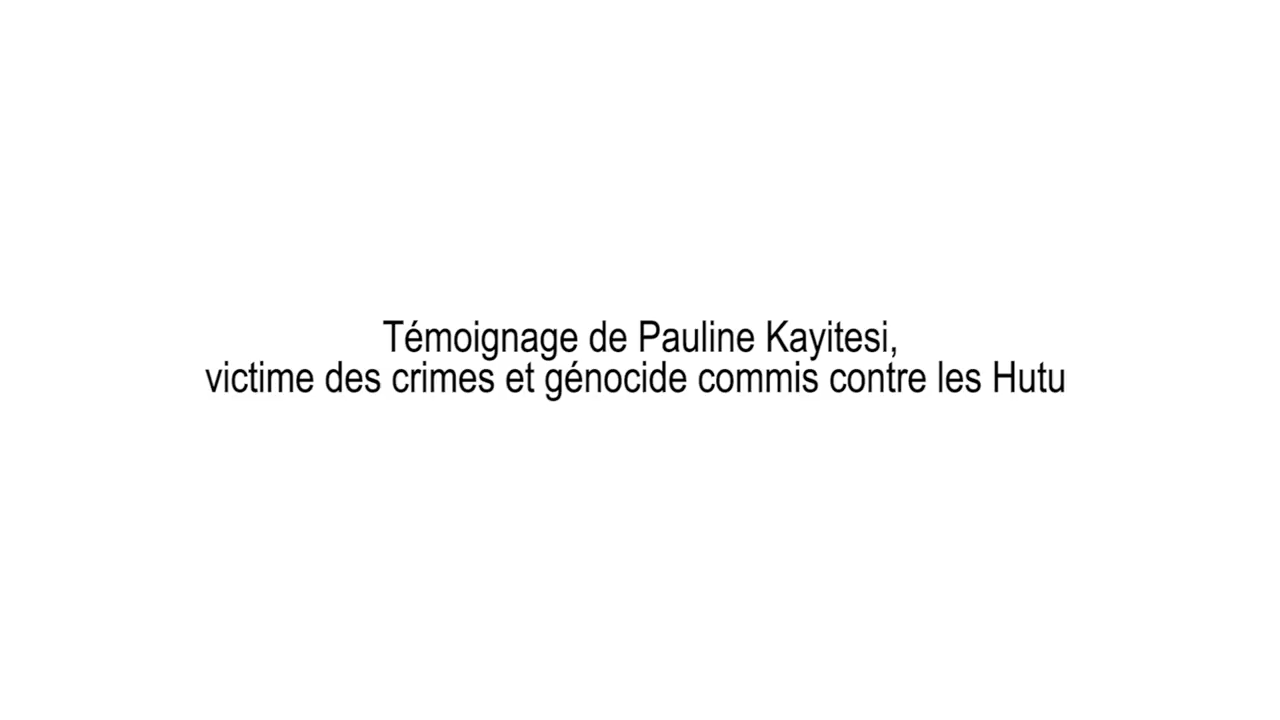 Témoignage de Pauline Kayitesi,
victime des crimes et génocide commis contre les Hutu